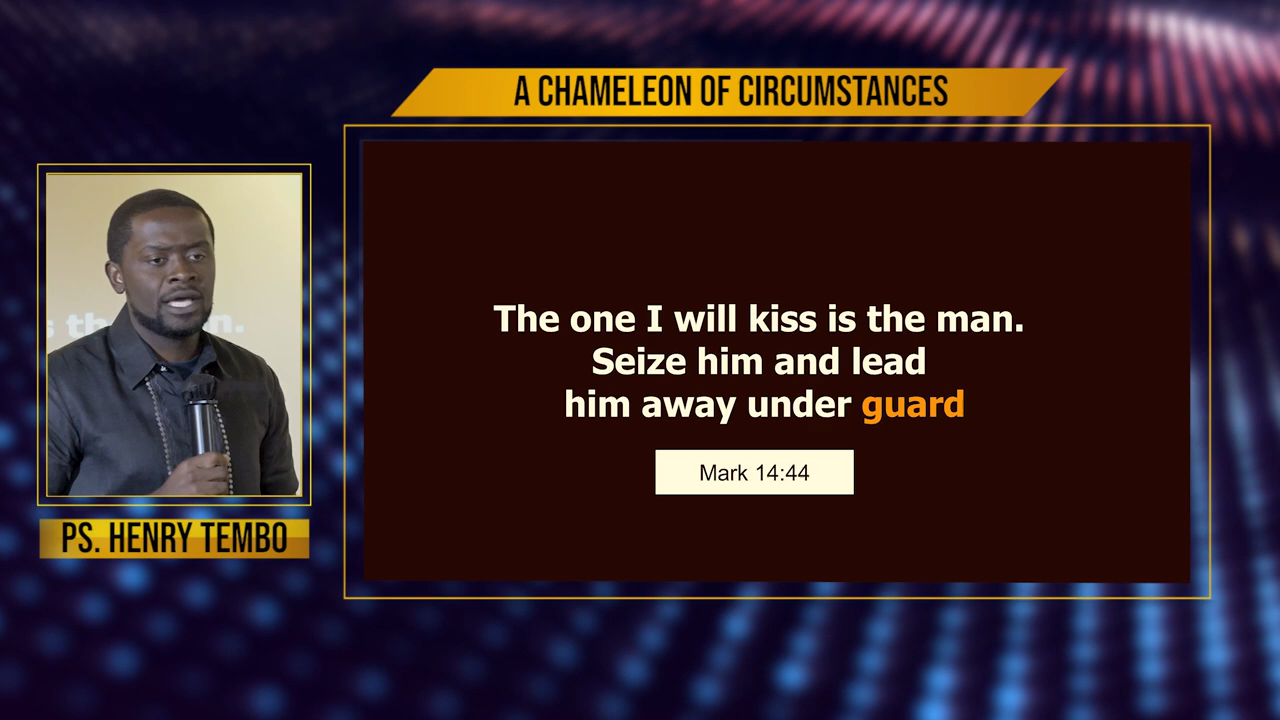 A CHAMELEON OF CIRCUMSTANCES
The one I will kiss is the man.
Seize him and lead
him away under guard
Mark 14:44
PS. HENRY TEMBO